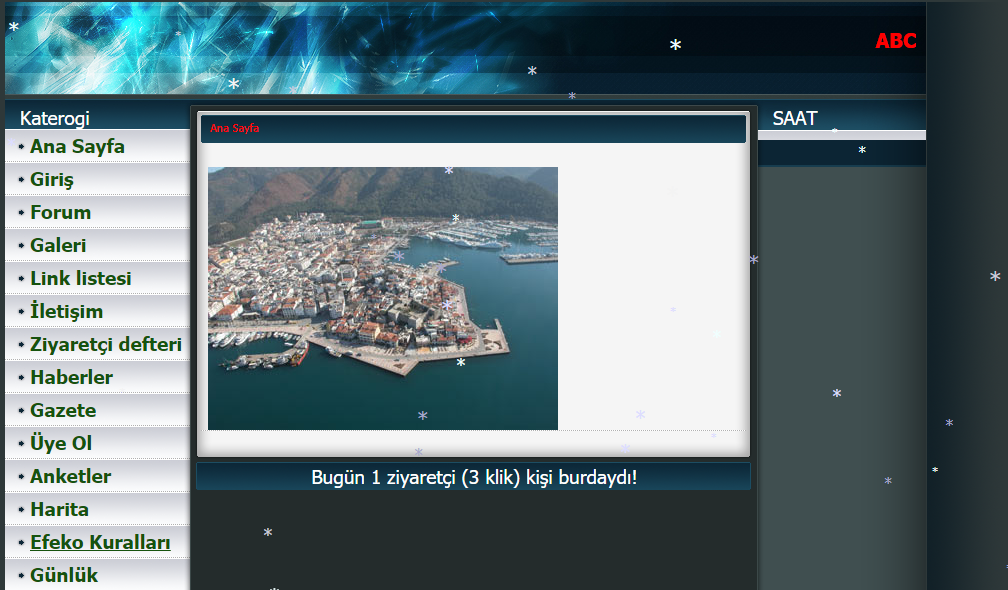 ABC
Katerogi
Ana Sayfa
Giriş
Forum
Galeri
Link listesi
İletişim
Ziyaretçi defteri
Haberler
Gazete
Üye Ol
Anketler
Harita
Efeko Kuralları
Günlük
Ana Sayfa
Bugün 1 ziyaretçi (3 klik) kişi burdaydı!
SAAT